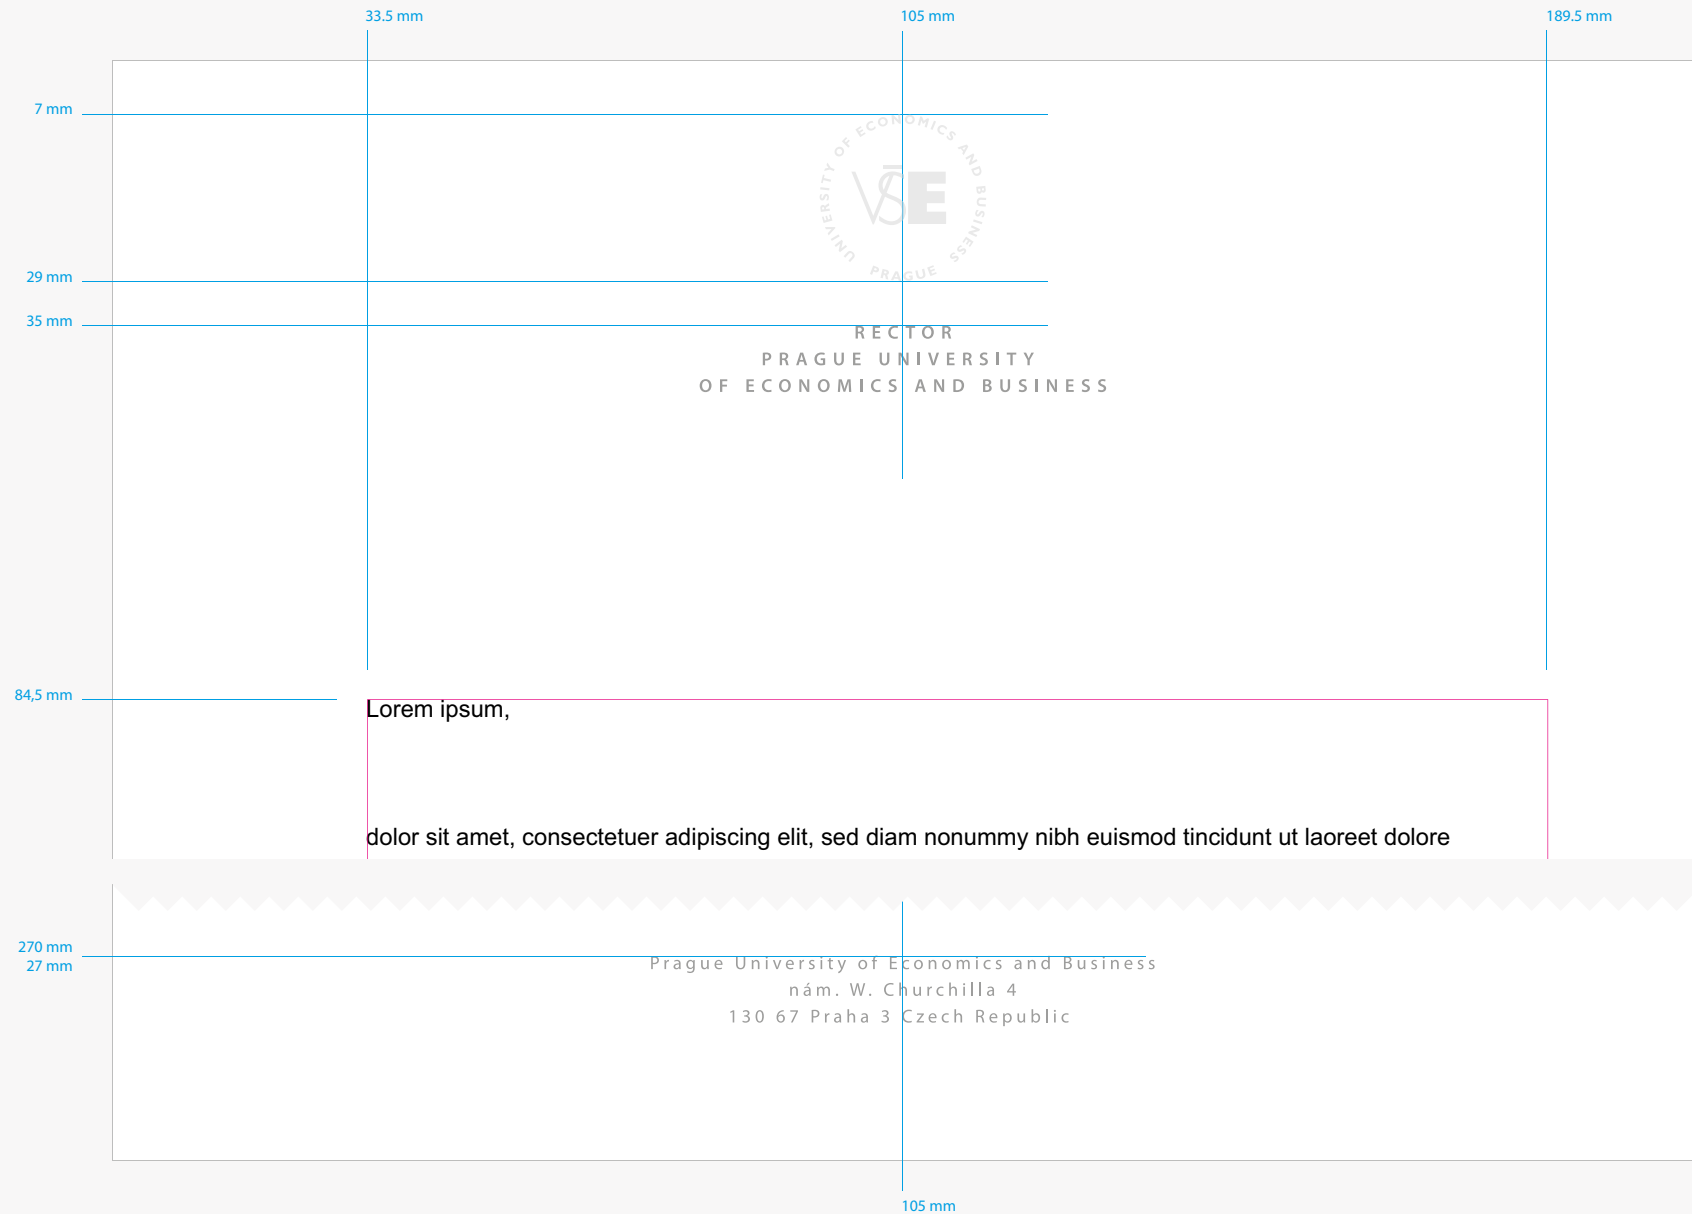 33.5 mm
105 mm
189.5 mm
7 mm
UNIVERSITY OF ECONOMICS AND BUSINESS
VŠE
PRAGUE
29 mm
35 mm
RECTOR
PRAGUE UNIVERSITY
OF ECONOMICS AND BUSINESS
84,5 mm
Lorem ipsum,
dolor sit amet, consectetuer adipiscing elit, sed diam nonummy nibh euismod tincidunt ut laoreet dolore
270 mm
27 mm
Prague University of Economics and Business
nám. W. Churchilla 4
130 67 Praha 3 Czech Republic
105 mm